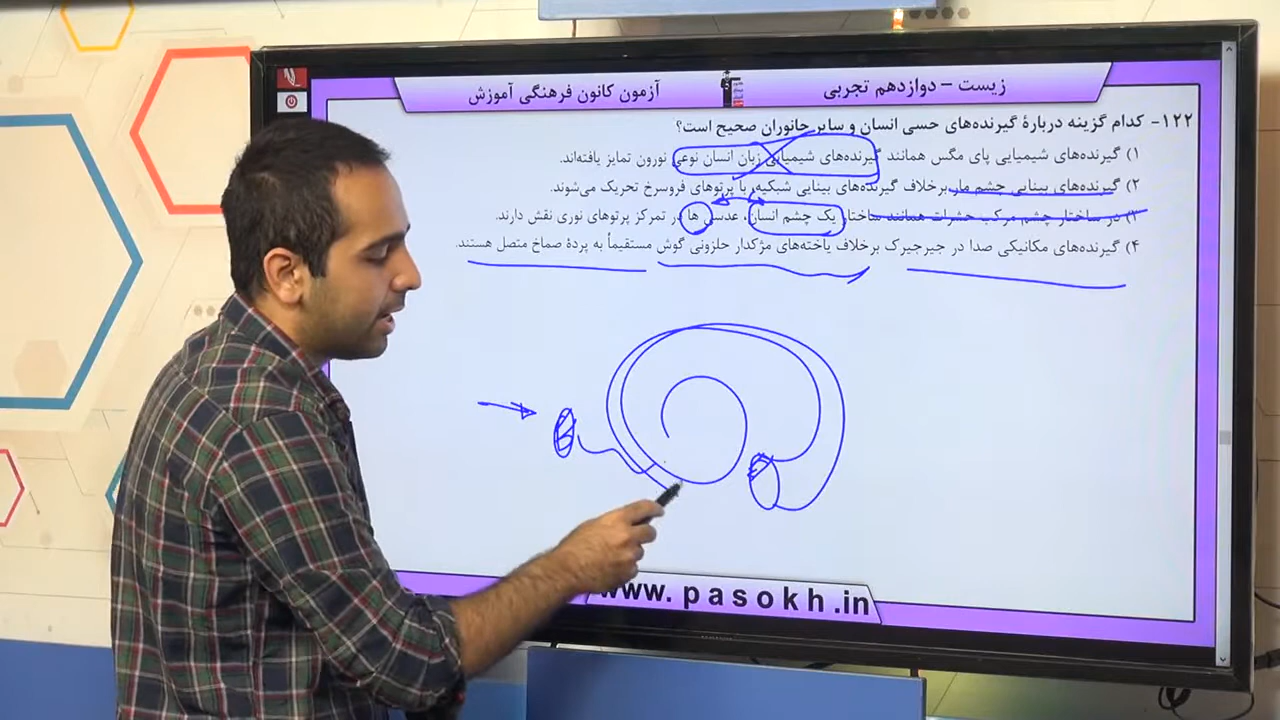 زیست – دوازدهم تجربی
آزمون کانون فرهنگی آموزش
۱۲۲- کدام گزینه دربارهٔ گیرنده‌های حسی انسان و سایر جانوران صحیح است؟
۱) گیرنده‌های شیمیایی پای مگس همانند گیرنده‌های شیمیایی زبان انسان نوعی نورون تمایز یافته‌اند.
۲) گیرنده‌های بینایی چشم مار برخلاف گیرنده‌های بینایی شبکیه، با پرتوهای فروسرخ تحریک می‌شوند.
۳) در ساختار چشم مرکب حشرات همانند ساختار یک چشم انسان، عدسی ها در تمرکز پرتوهای نوری نقش دارند.
۴) گیرنده‌های مکانیکی صدا در جیرجیرک برخلاف یاخته‌های مژکدار حلزونی گوش مستقیماً به پردهٔ صماخ متصل هستند.
www.pasokh.in